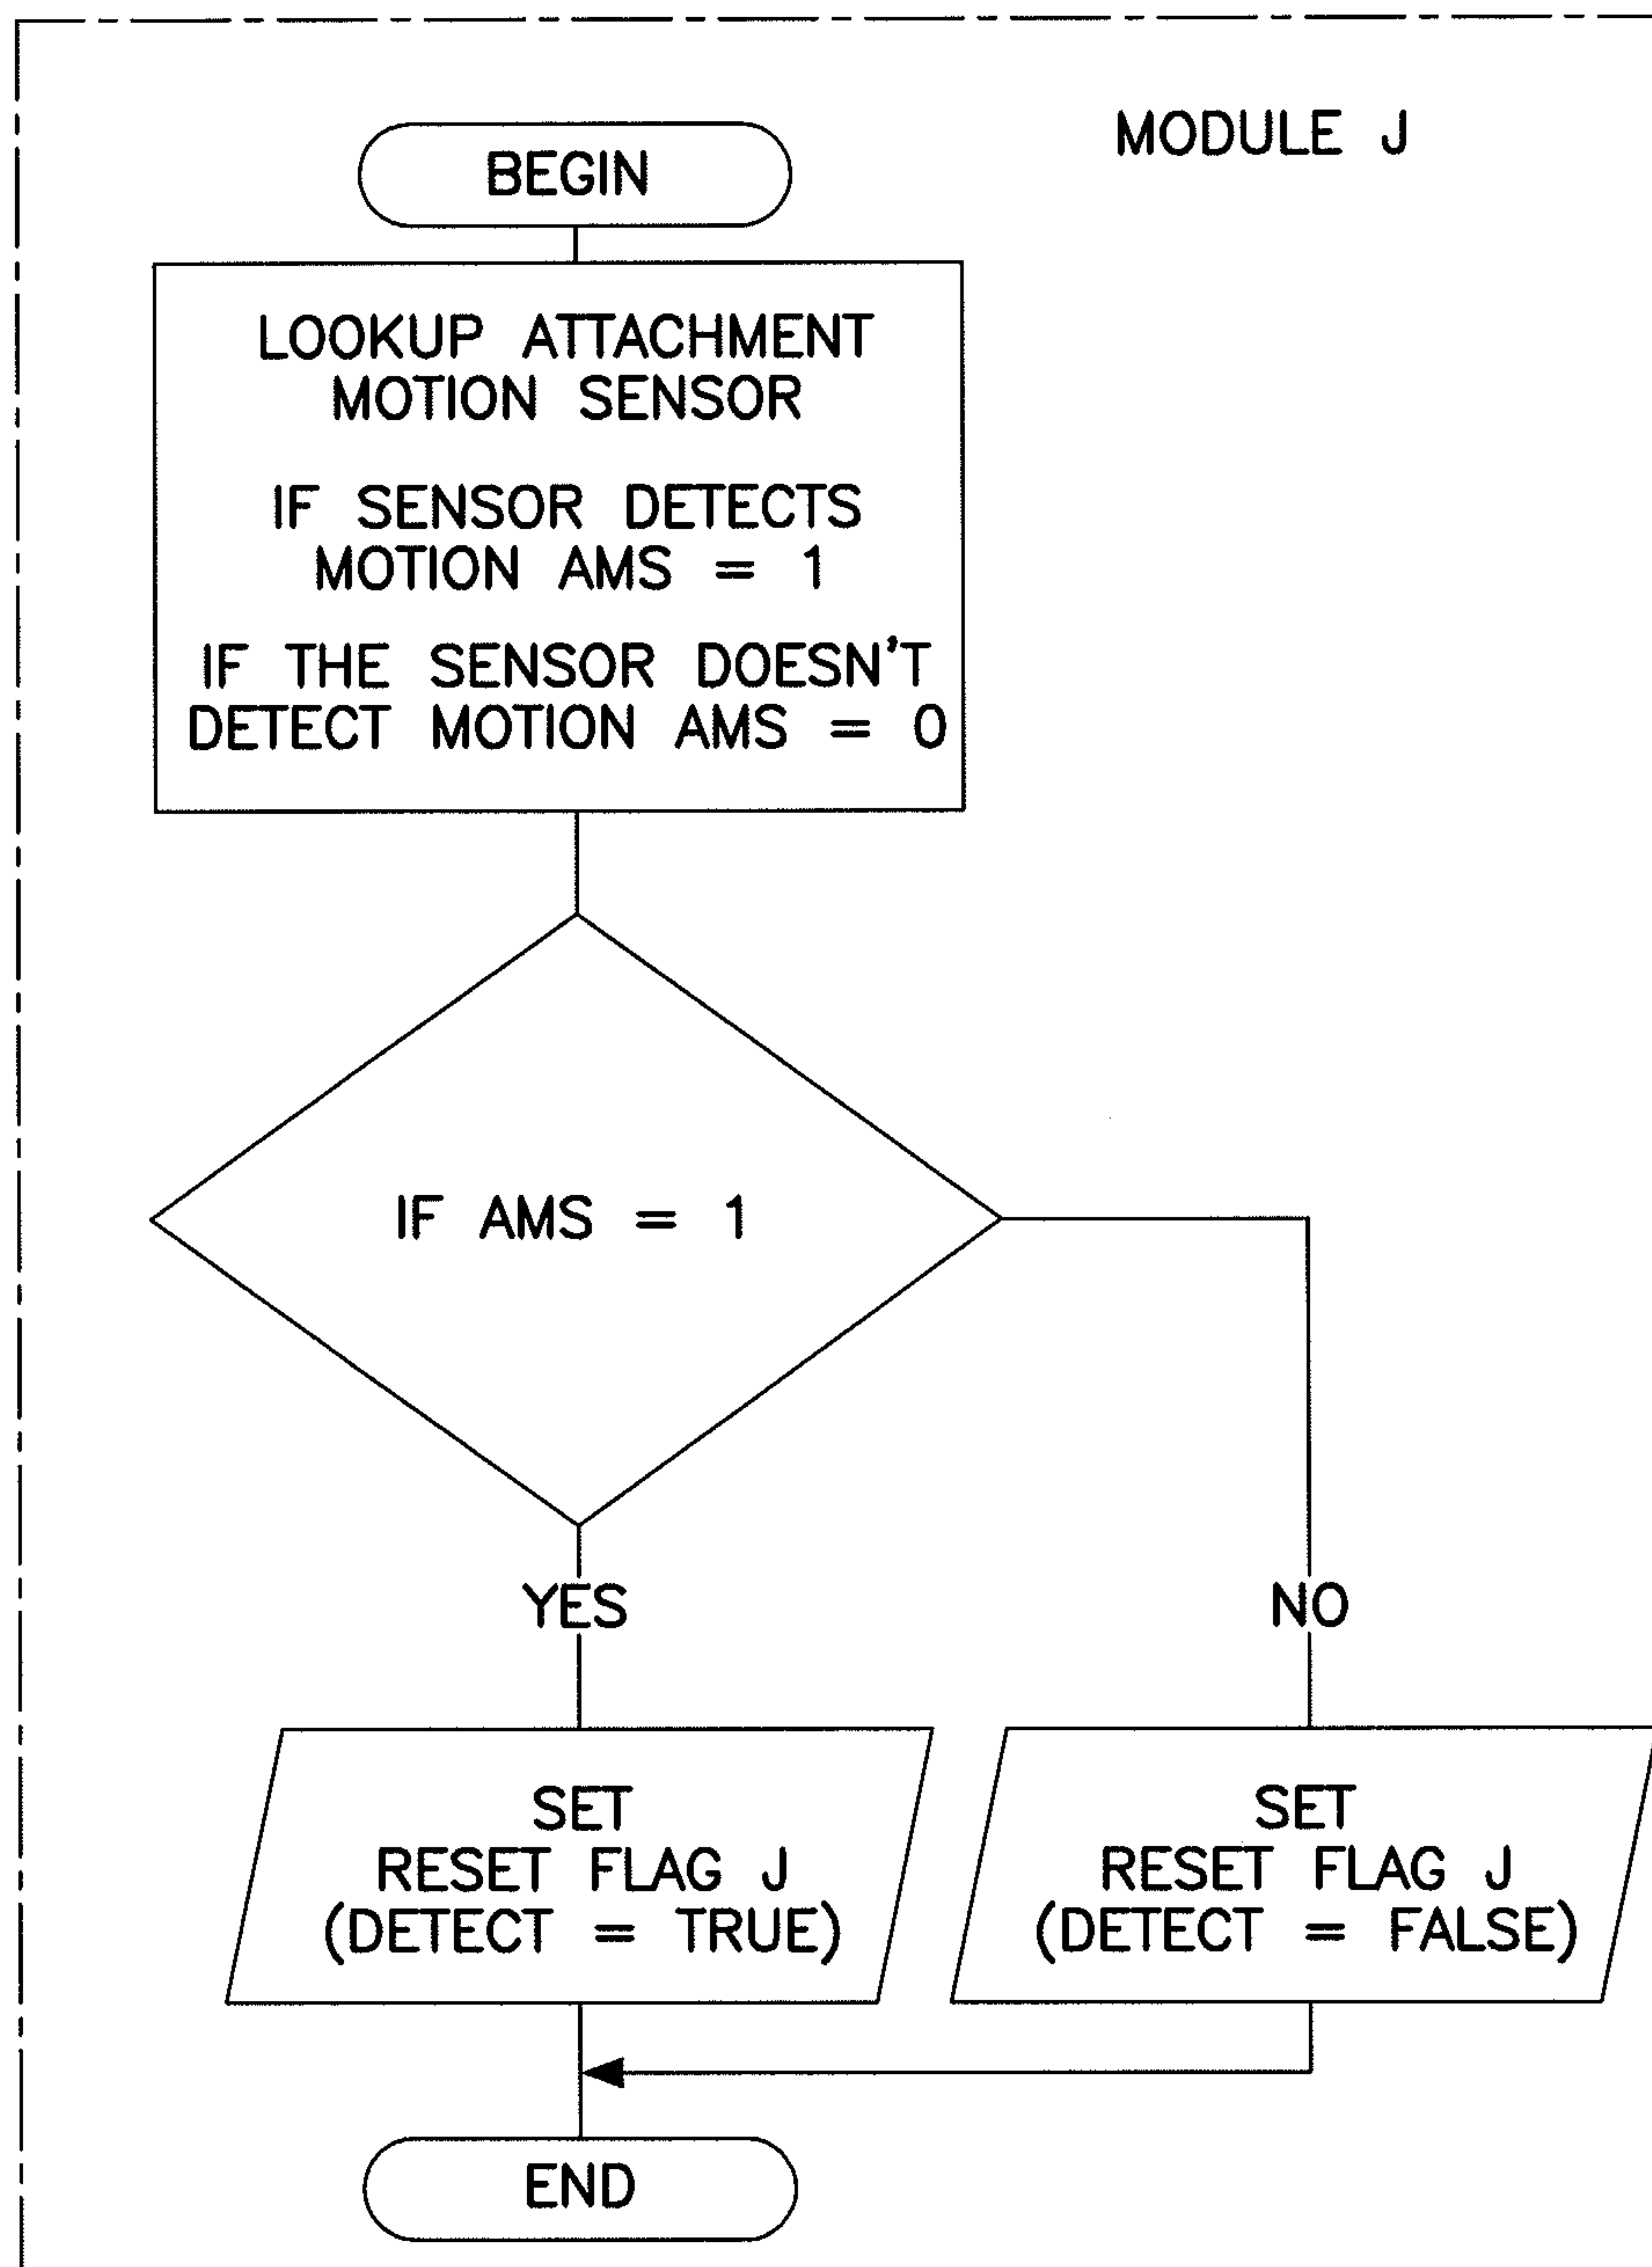 MODULE J
BEGIN
LOOKUP ATTACHMENT
MOTION SENSOR
IF SENSOR DETECTS
MOTION AMS = 1
IF THE SENSOR DOESN'T
DETECT MOTION AMS = 0
IF AMS = 1
YES
NO
SET
RESET FLAG J
(DETECT = TRUE)
SET
RESET FLAG J
(DETECT = FALSE)
END